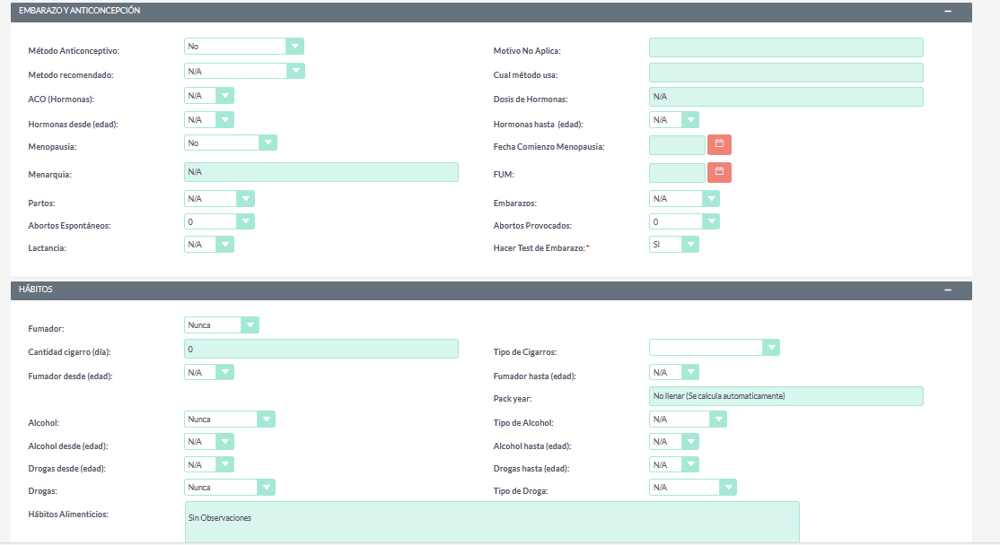 EMBARAZO Y ANTICONCEPCIÓN
Método Anticonceptivo: No Motivo No Aplica:
Metodo recomendado: N/A Cual método usa:
ACO (Hormonas): N/A Dosis de Hormonas: N/A
Hormonas desde (edad): N/A Hormonas hasta (edad): N/A
Menopausia: No Fecha Comienzo Menopausia:
Menarquia: N/A FUM:
Partos: N/A Embarazos: N/A
Abortos Espontáneos: 0 Abortos Provocados: 0
Lactancia: N/A Hacer Test de Embarazo:* SI
HÁBITOS
Fumador: Nunca
Cantidad cigarro (día): 0 Tipo de Cigarros:
Fumador desde (edad): N/A Fumador hasta (edad): N/A
Pack year: No llenar (Se calcula automaticamente)
Alcohol: Nunca Tipo de Alcohol: N/A
Alcohol desde (edad): N/A Alcohol hasta (edad): N/A
Drogas desde (edad): N/A Drogas hasta (edad): N/A
Drogas: Nunca Tipo de Droga: N/A
Hábitos Alimenticios: Sin Observaciones